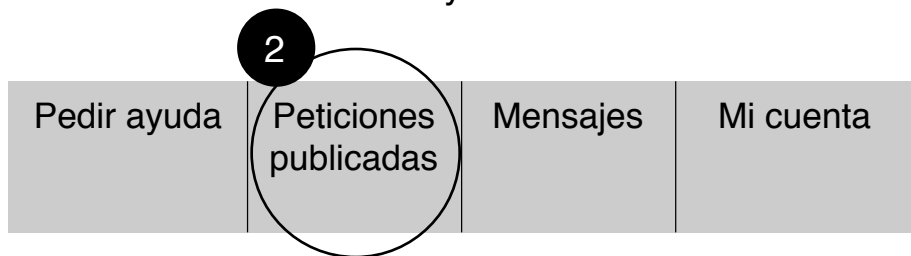 2
Pedir ayuda
Peticiones
publicadas
Mensajes
Mi cuenta